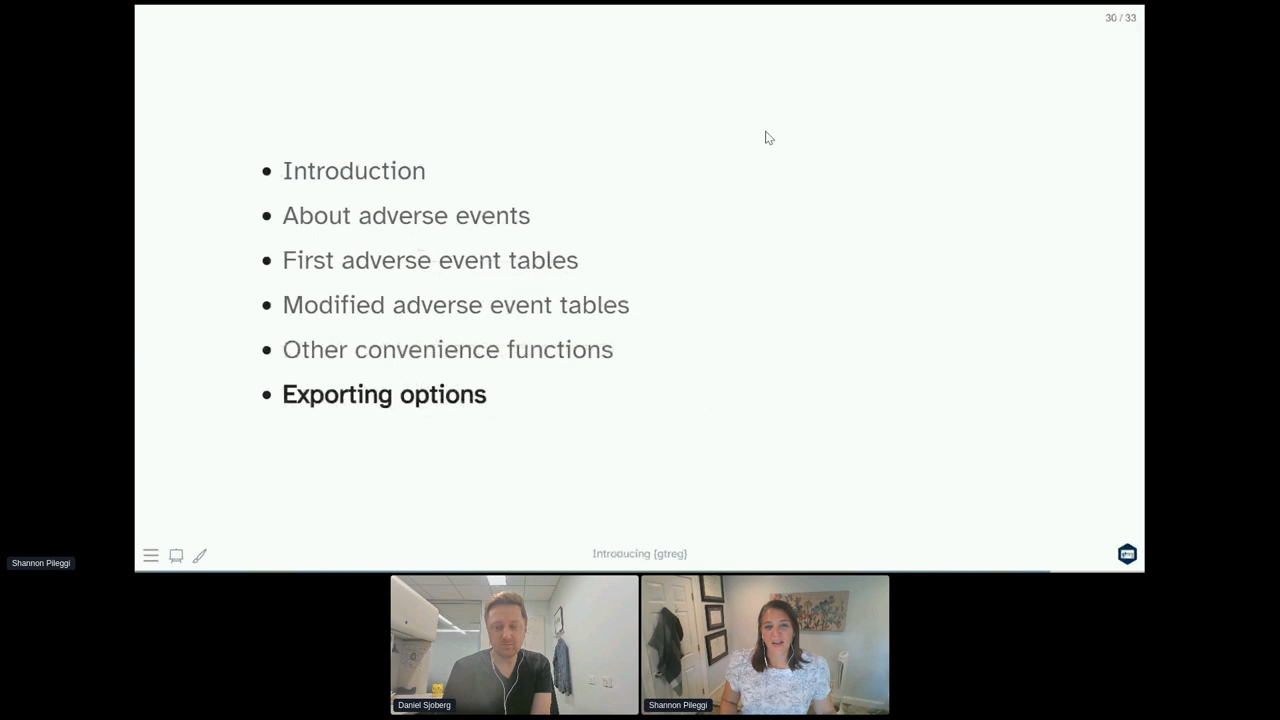 30 / 33
Introduction
About adverse events
First adverse event tables
Modified adverse event tables
Other convenience functions
Exporting options
Introducing {gtreg}
Shannon Pileggi
Daniel Sjoberg
Shannon Pileggi